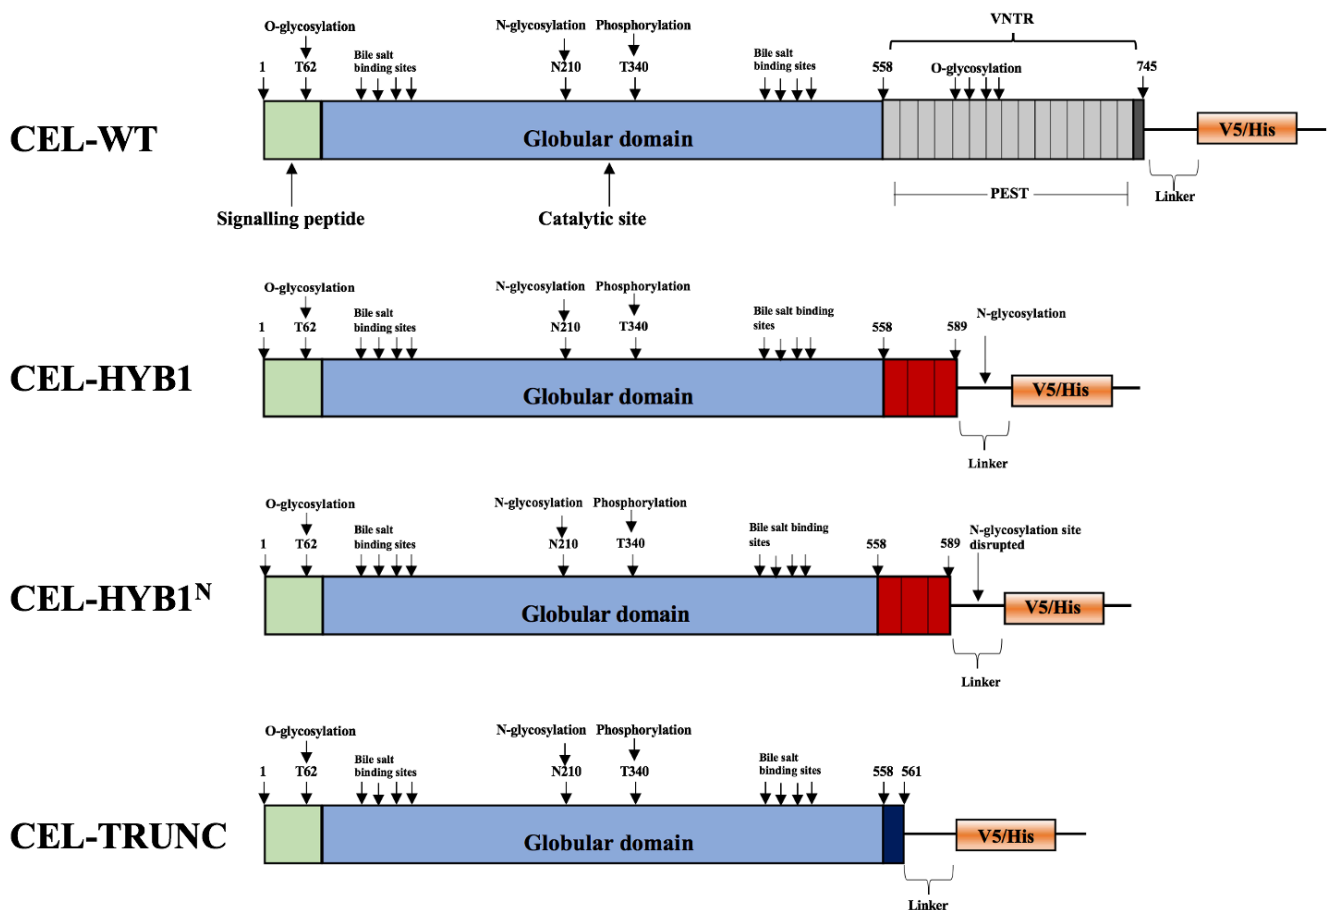 VNTR
O-glycosylation N-glycosylation Phosphorylation
Bile salt
binding sites
Bile salt
binding sites
O-glycosylation
1 T62 N210 T340 558 745
CEL-WT
Globular domain
V5/His
Signalling peptide
Catalytic site
PEST
Linker
O-glycosylation N-glycosylation Phosphorylation
Bile salt
binding sites
Bile salt binding
sites
N-glycosylation
1 T62 N210 T340 558 589
CEL-HYB1
Globular domain
V5/His
Linker
O-glycosylation N-glycosylation Phosphorylation
Bile salt
binding sites
Bile salt binding
sites
N-glycosylation site
disrupted
1 T62 N210 T340 558 589
CEL-HYB1ᴺ
Globular domain
V5/His
Linker
O-glycosylation N-glycosylation Phosphorylation
Bile salt
binding sites
Bile salt
binding sites
1 T62 N210 T340 558 561
CEL-TRUNC
Globular domain
V5/His
Linker